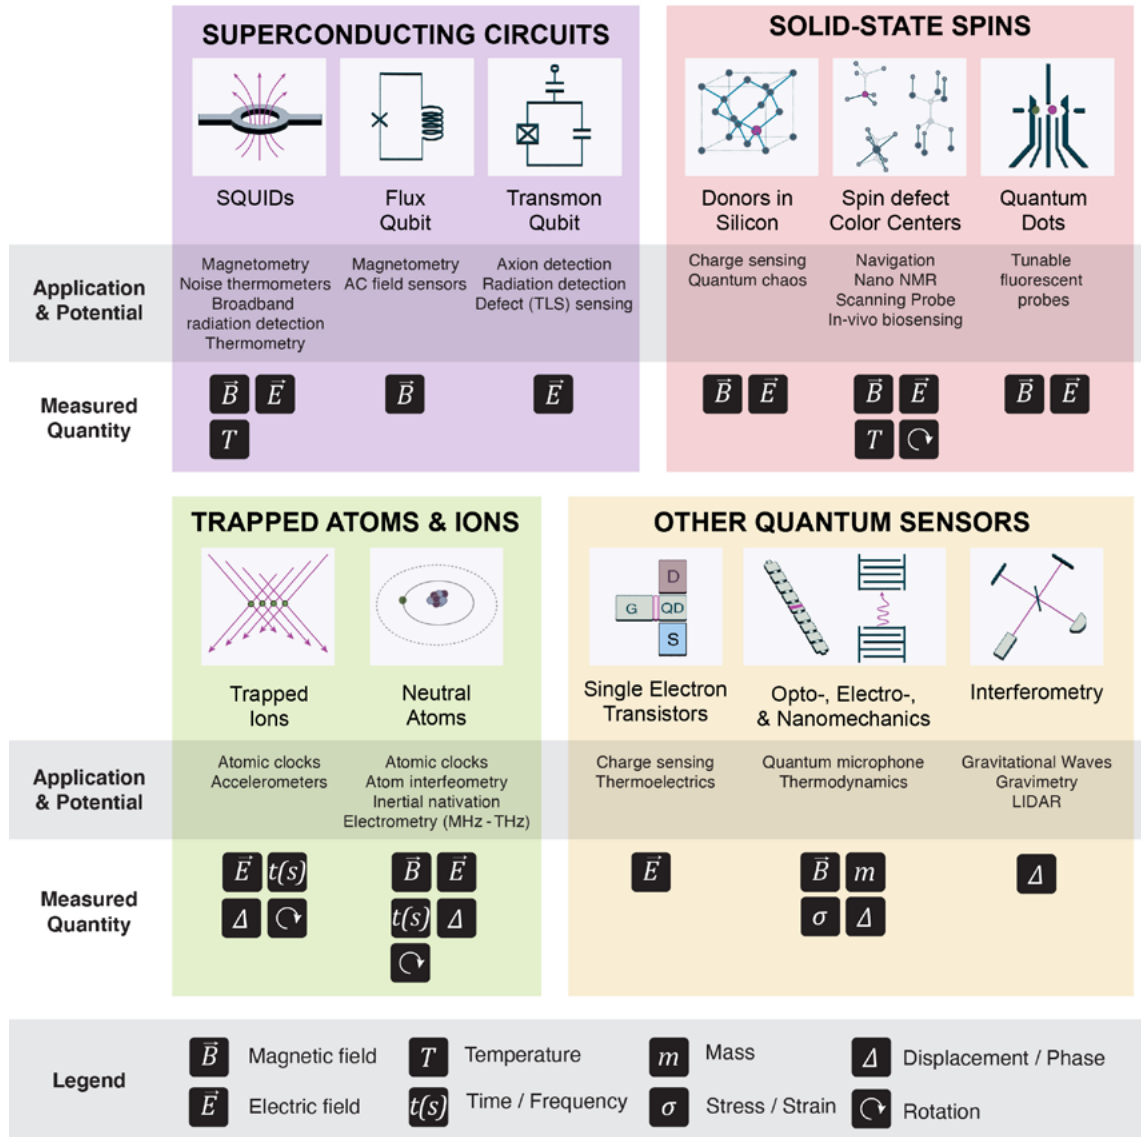 SUPERCONDUCTING CIRCUITS
SQUIDs
Flux
Qubit
Transmon
Qubit
SOLID-STATE SPINS
Donors in
Silicon
Spin defect
Color Centers
Quantum
Dots
Application
& Potential
Magnetometry
Noise thermometers
Broadband
radiation detection
Thermometry
Magnetometry
AC field sensors
Axion detection
Radiation detection
Defect (TLS) sensing
Charge sensing
Quantum chaos
Navigation
Nano NMR
Scanning Probe
In-vivo biosensing
Tunable
fluorescent
probes
Measured
Quantity
B⃗ E⃗
T
B⃗
E⃗
B⃗ E⃗
B⃗ E⃗
T
B⃗ E⃗
TRAPPED ATOMS & IONS
Trapped
Ions
Neutral
Atoms
OTHER QUANTUM SENSORS
D
G QD
S
Single Electron
Transistors
Opto-, Electro-,
& Nanomechanics
Interferometry
Application
& Potential
Atomic clocks
Accelerometers
Atomic clocks
Atom interfeometry
Inertial nativation
Electrometry (MHz - THz)
Charge sensing
Thermoelectrics
Quantum microphone
Thermodynamics
Gravitational Waves
Gravimetry
LIDAR
Measured
Quantity
E⃗ t(s)
Δ
B⃗ E⃗
t(s) Δ
E⃗
B⃗ m
σ Δ
Δ
Legend
B⃗ Magnetic field
T Temperature
m Mass
Δ Displacement / Phase
E⃗ Electric field
t(s) Time / Frequency
σ Stress / Strain
Rotation